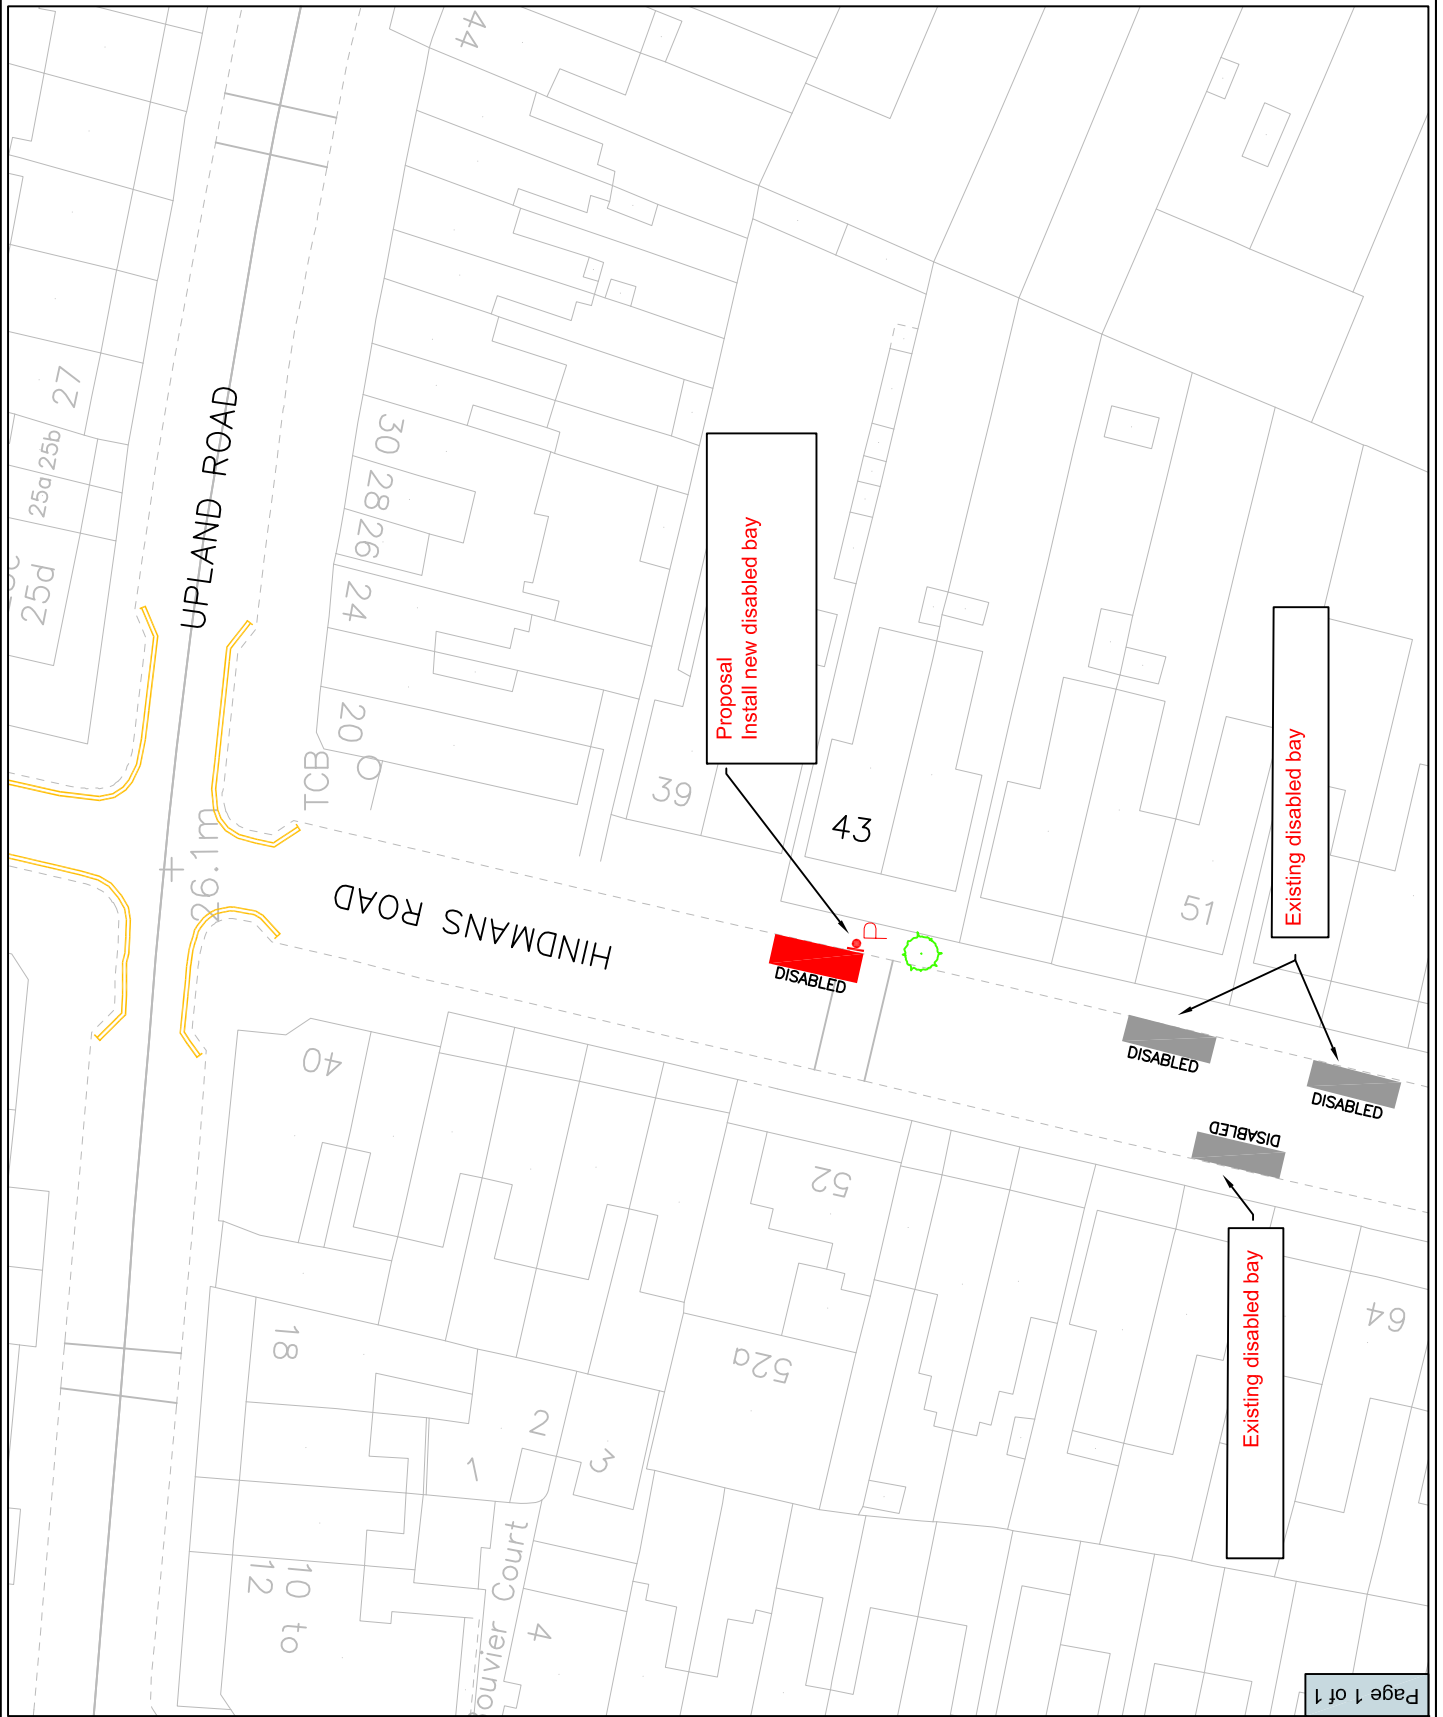 44
27
25b
25a
25d
UPLAND ROAD
30
28
26
24
20
TCB
26.1m
HINDMANS ROAD
39
43
51
Proposal
Install new disabled bay
P
DISABLED
Existing disabled bay
DISABLED
DISABLED
DISABLED
Existing disabled bay
40
52
52a
64
18
1
2
3
4
10 to
12
ouvier Court
Page 1 of 1